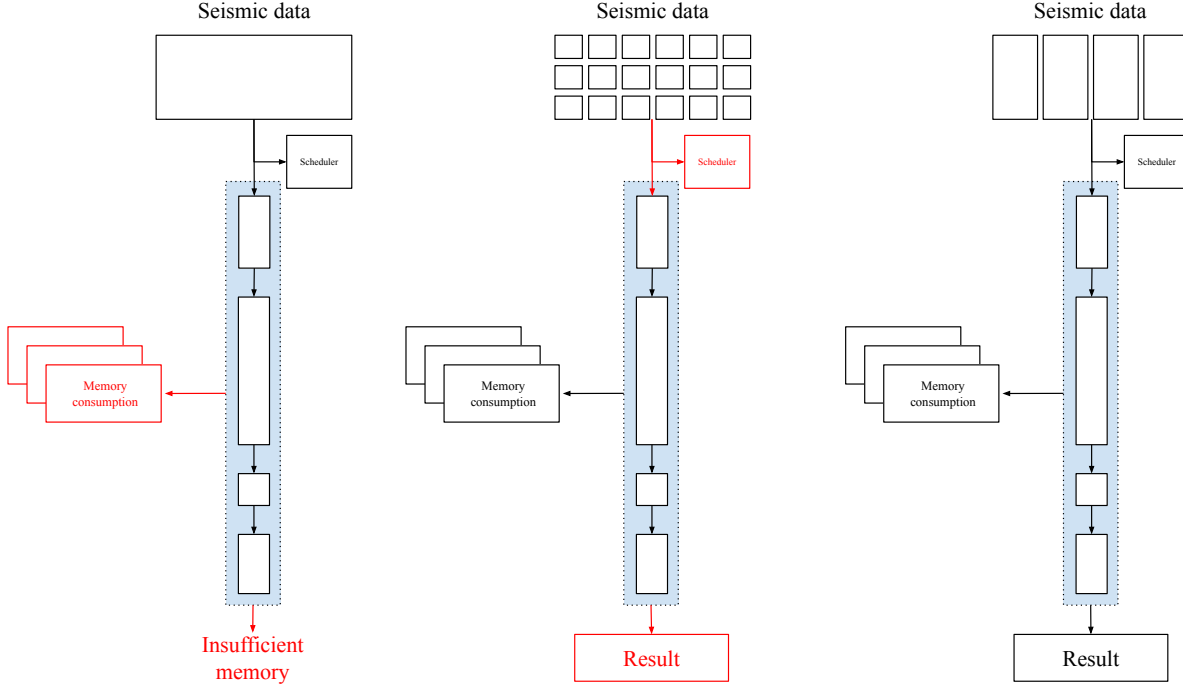 Seismic data
Scheduler
Memory
consumption
Insufficient
memory
Seismic data
Scheduler
Memory
consumption
Result
Seismic data
Scheduler
Memory
consumption
Result